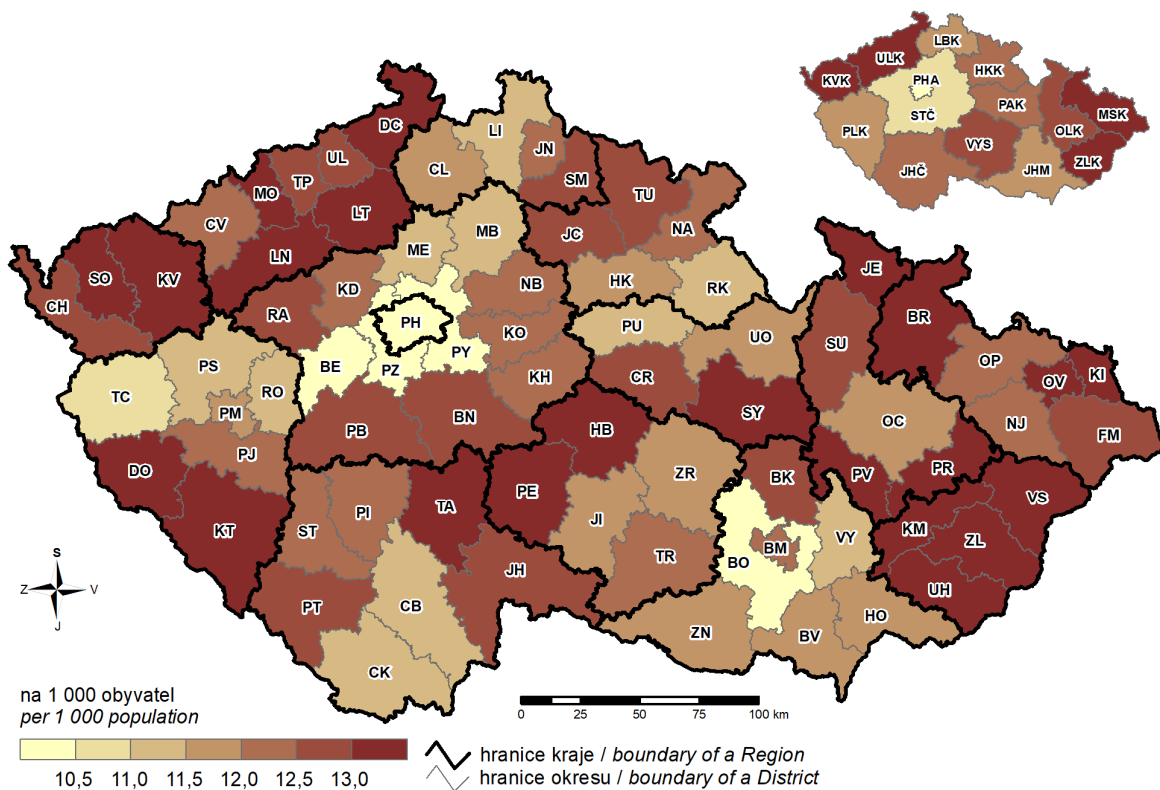 LBK
ULK
HKK
KVK
PHA
STČ
PAK
MSK
PLK
OLK
VYS
ZLK
JHČ
JHM
DC
LI
UL
JN
CL
TP
SM
MO
TU
LT
CV
MB
JC
NA
ME
LN
SO
KV
JE
NB
HK
RK
KD
CH
RA
BR
PH
KO
PU
UO
SU
PS
BE
PZ
PY
OP
KI
OV
TC
RO
KH
CR
PM
SY
OC
NJ
BN
PB
HB
FM
PJ
DO
ZR
BK
PV
PR
PE
VS
TA
PI
JI
KM
ST
KT
VY
ZL
BM
BO
TR
JH
UH
PT
CB
HO
ZN
BV
CK
S
Z V
J
na 1 000 obyvatel
per 1 000 population
10,5 11,0 11,5 12,0 12,5 13,0
0 25 50 75 100 km
hranice kraje / boundary of a Region
hranice okresu / boundary of a District